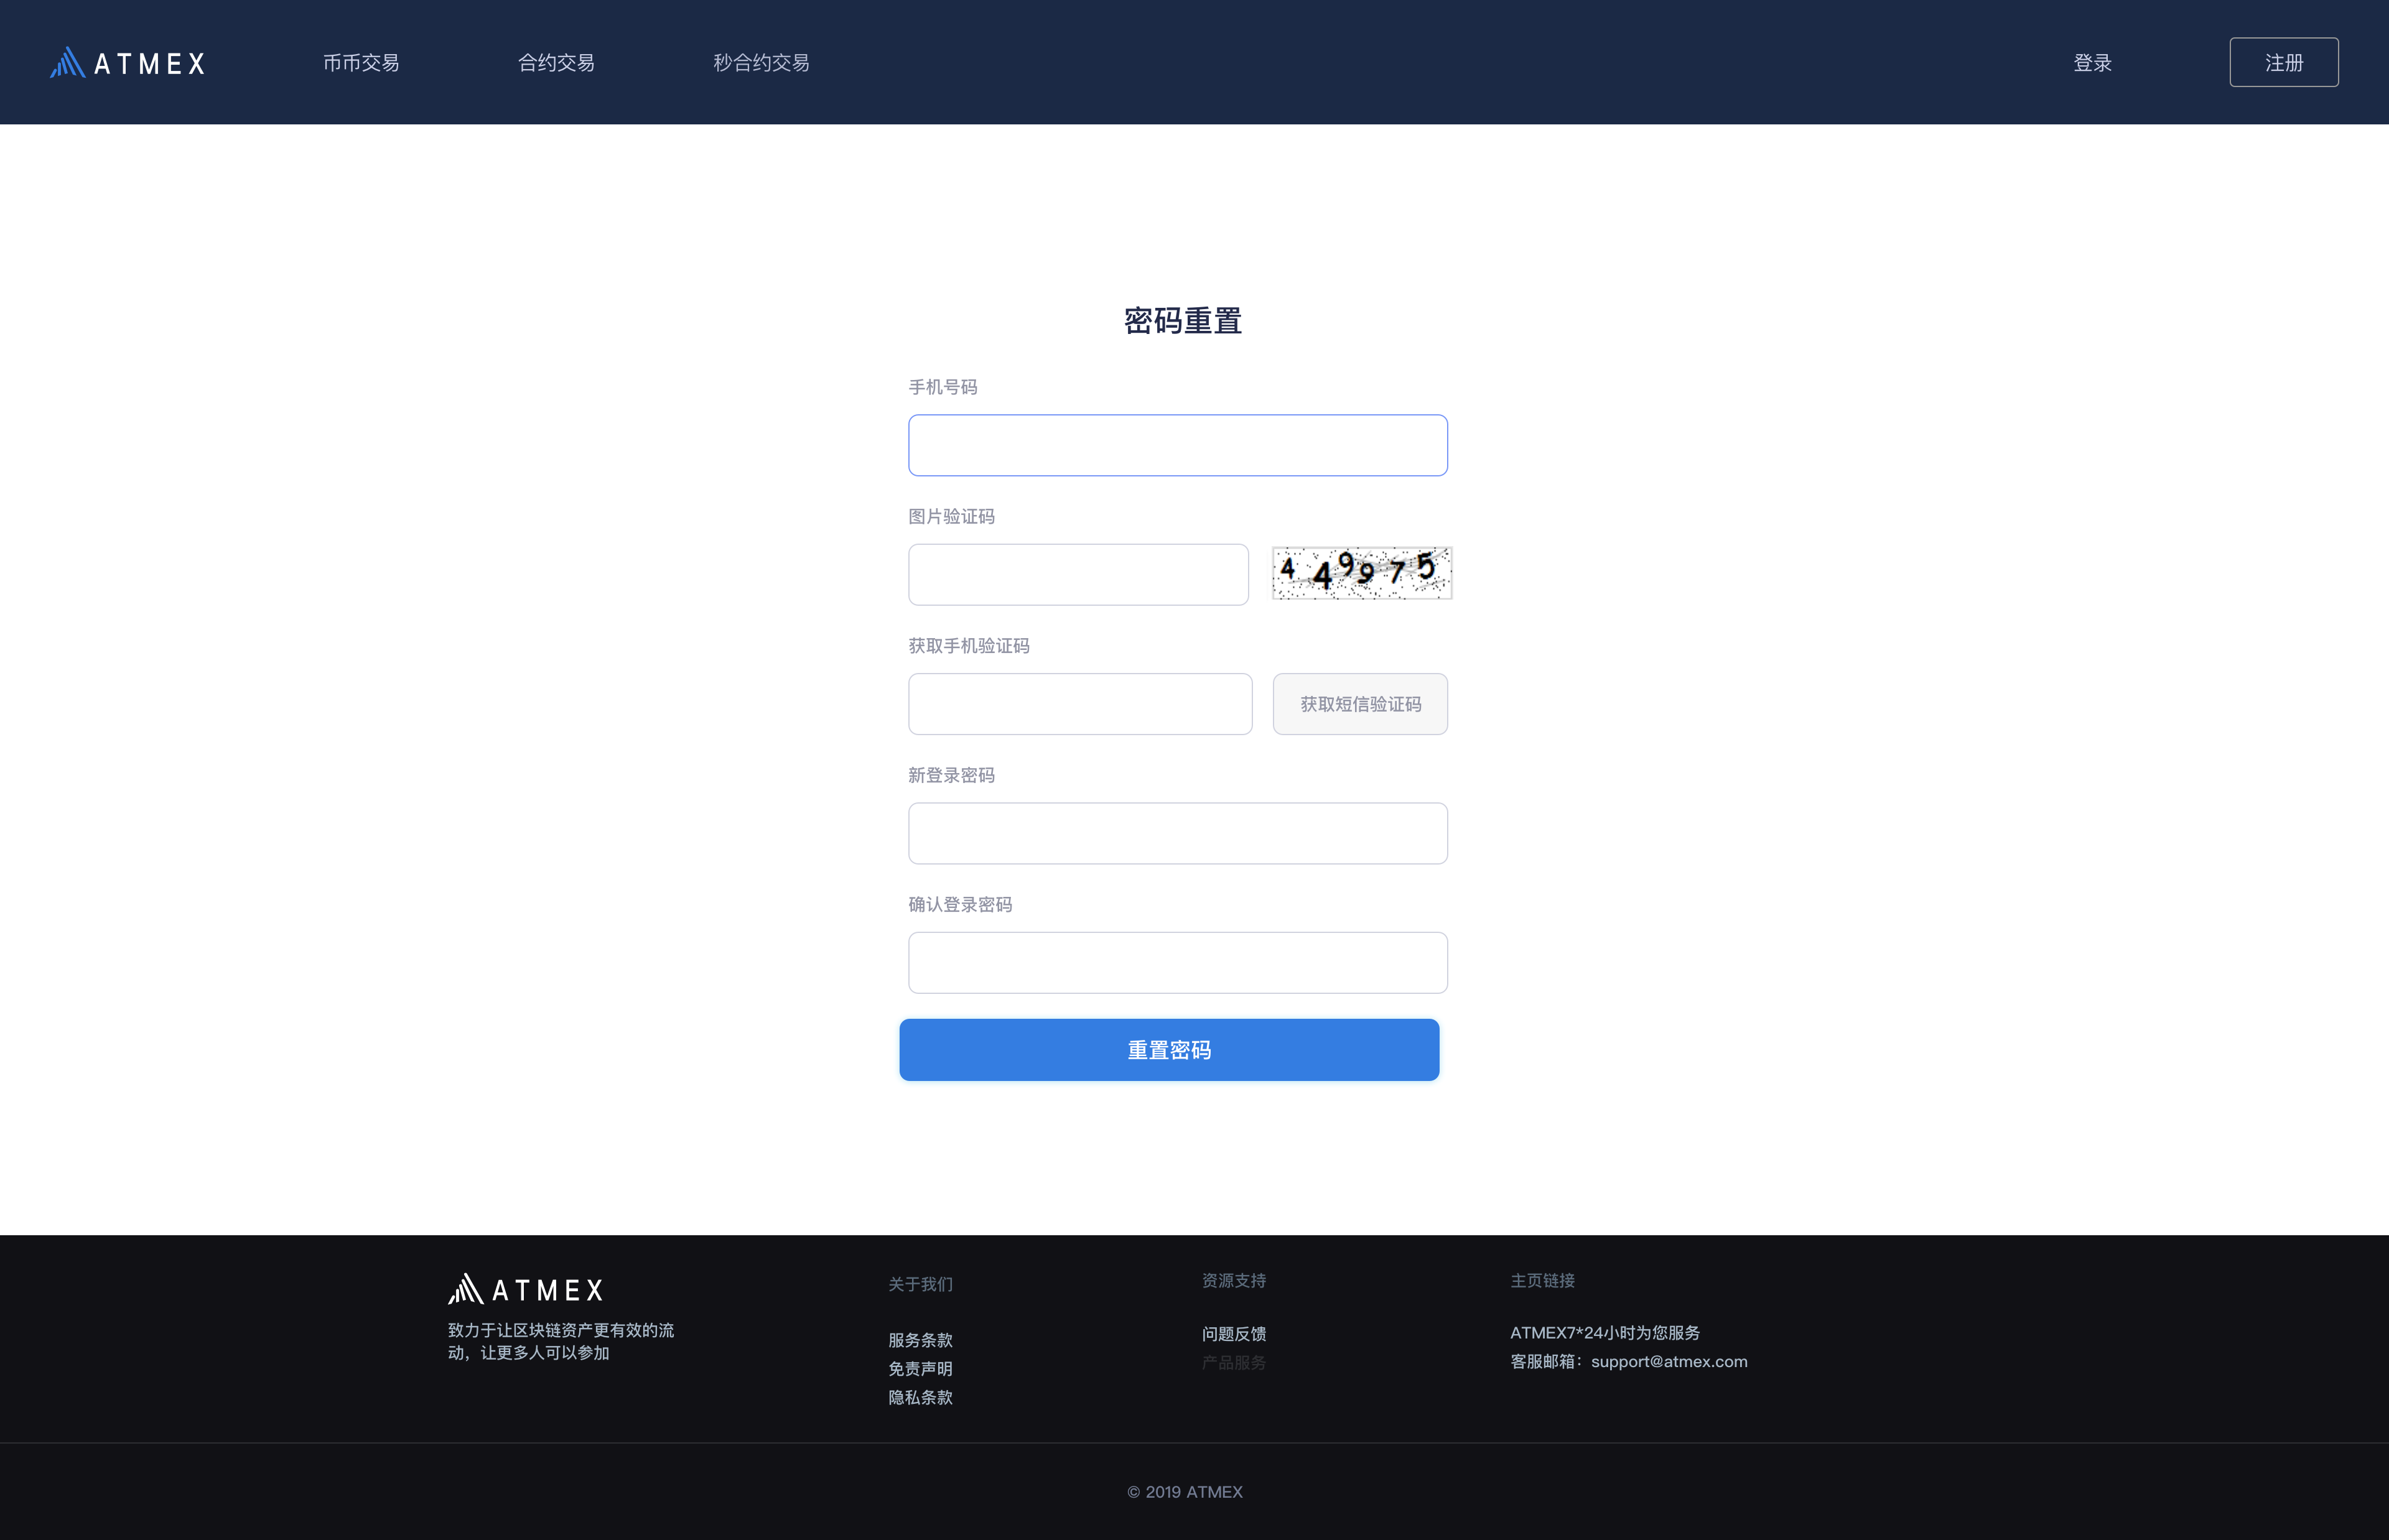 ATMEX
币币交易
合约交易
秒合约交易
登录
注册
密码重置
手机号码
图片验证码
4 4 9 9 7 5
获取手机验证码
获取短信验证码
新登录密码
确认登录密码
重置密码
ATMEX
致力于让区块链资产更有效的流
动，让更多人可以参加
关于我们
服务条款
免责声明
隐私条款
资源支持
问题反馈
产品服务
主页链接
ATMEX7*24小时为您服务
客服邮箱：support@atmex.com
© 2019 ATMEX